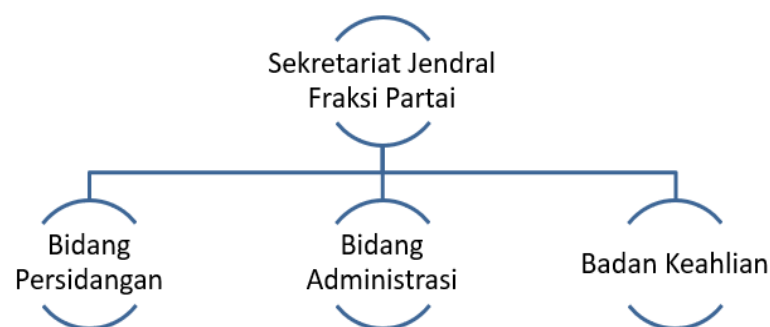 Sekretariat Jendral
Fraksi Partai
Bidang
Persidangan
Bidang
Administrasi
Badan Keahlian